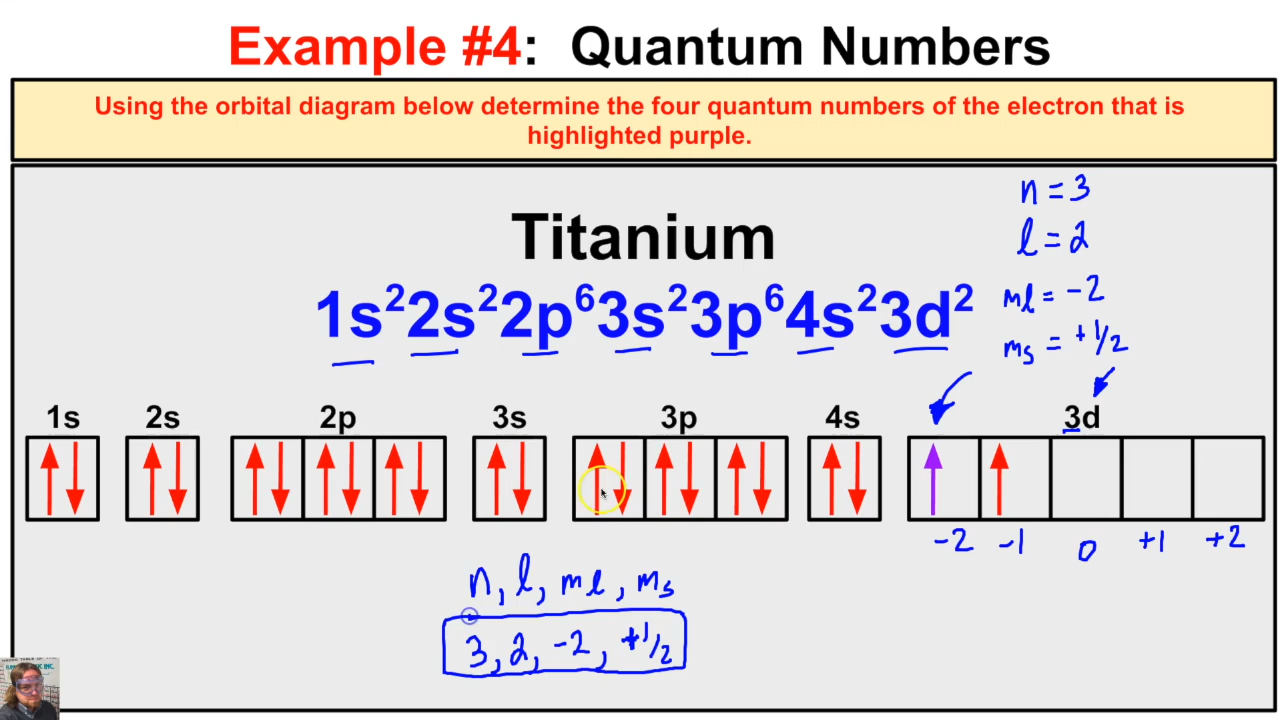 Example #4: Quantum Numbers
Using the orbital diagram below determine the four quantum numbers of the electron that is
highlighted purple.
n = 3
l = 2
ml = -2
ms = +1/2
Titanium
1s²2s²2p⁶3s²3p⁶4s²3d²
1s 2s 2p 3s 3p 4s 3d
-2 -1 0 +1 +2
n, l, ml, ms
3, 2, -2, +1/2